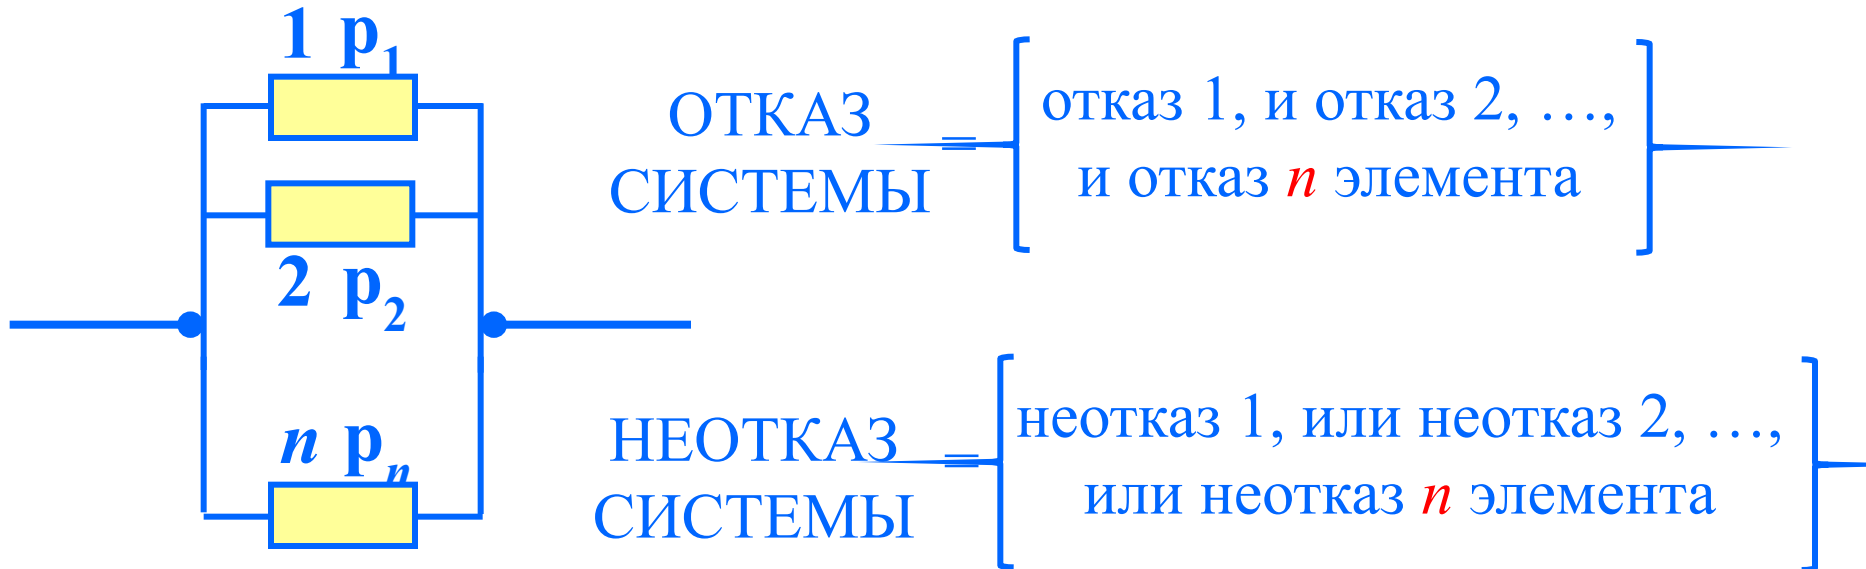 1 p1
2 p2
n pn
ОТКАЗ
СИСТЕМЫ
=
отказ 1, и отказ 2, …,
и отказ n элемента
НЕОТКАЗ
СИСТЕМЫ
=
неотказ 1, или неотказ 2, …,
или неотказ n элемента